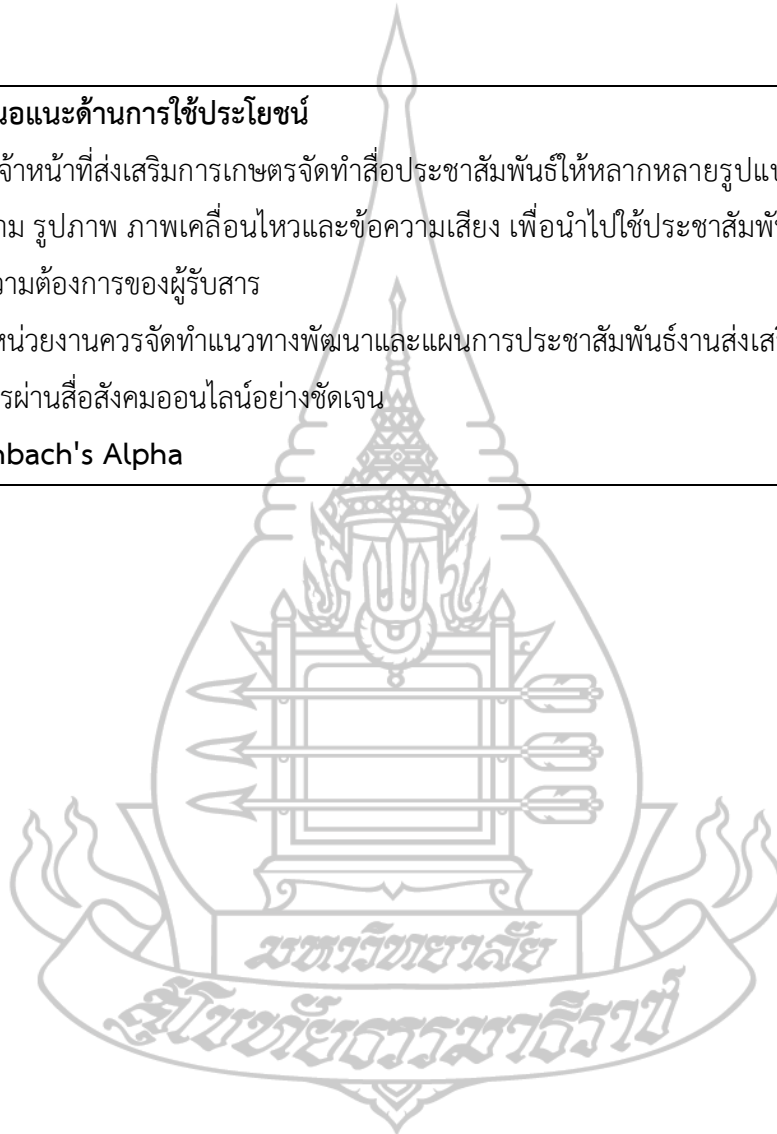 นอแนะด้านการใช้ประโยชน์
จ้าหน้าที่ส่งเสริมการเกษตรจัดทำสื่อประชาสัมพันธ์ให้หลากหลายรูปแบ
าม รูปภาพ ภาพเคลื่อนไหวและข้อความเสียง เพื่อนำไปใช้ประชาสัมพัน
วามต้องการของผู้รับสาร
หน่วยงานควรจัดทำแนวทางพัฒนาและแผนการประชาสัมพันธ์งานส่งเสริ
รผ่านสื่อสังคมออนไลน์อย่างชัดเจน
nbach's Alpha
มหาวิทยาลัย
สุโขทัยธรรมาธิราช